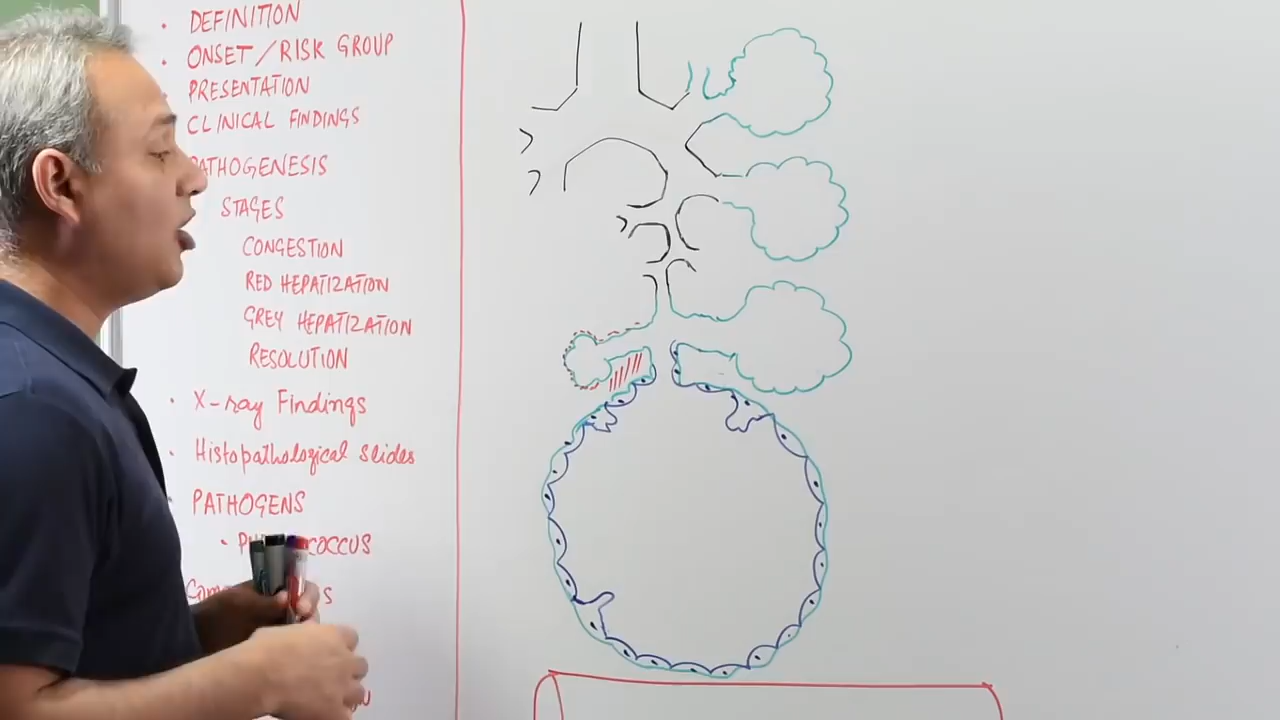 • DEFINITION
• ONSET/RISK GROUP
PRESENTATION
CLINICAL FINDINGS
PATHOGENESIS
STAGES
CONGESTION
RED HEPATIZATION
GREY HEPATIZATION
RESOLUTION
• X-ray Findings
• Histopathological slides
• PATHOGENS